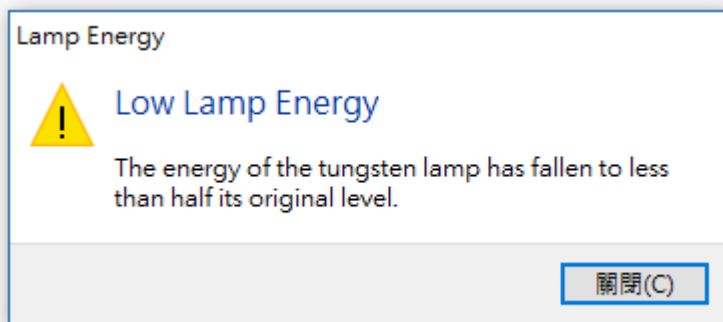 Lamp Energy
Low Lamp Energy
The energy of the tungsten lamp has fallen to less
than half its original level.
關閉(C)